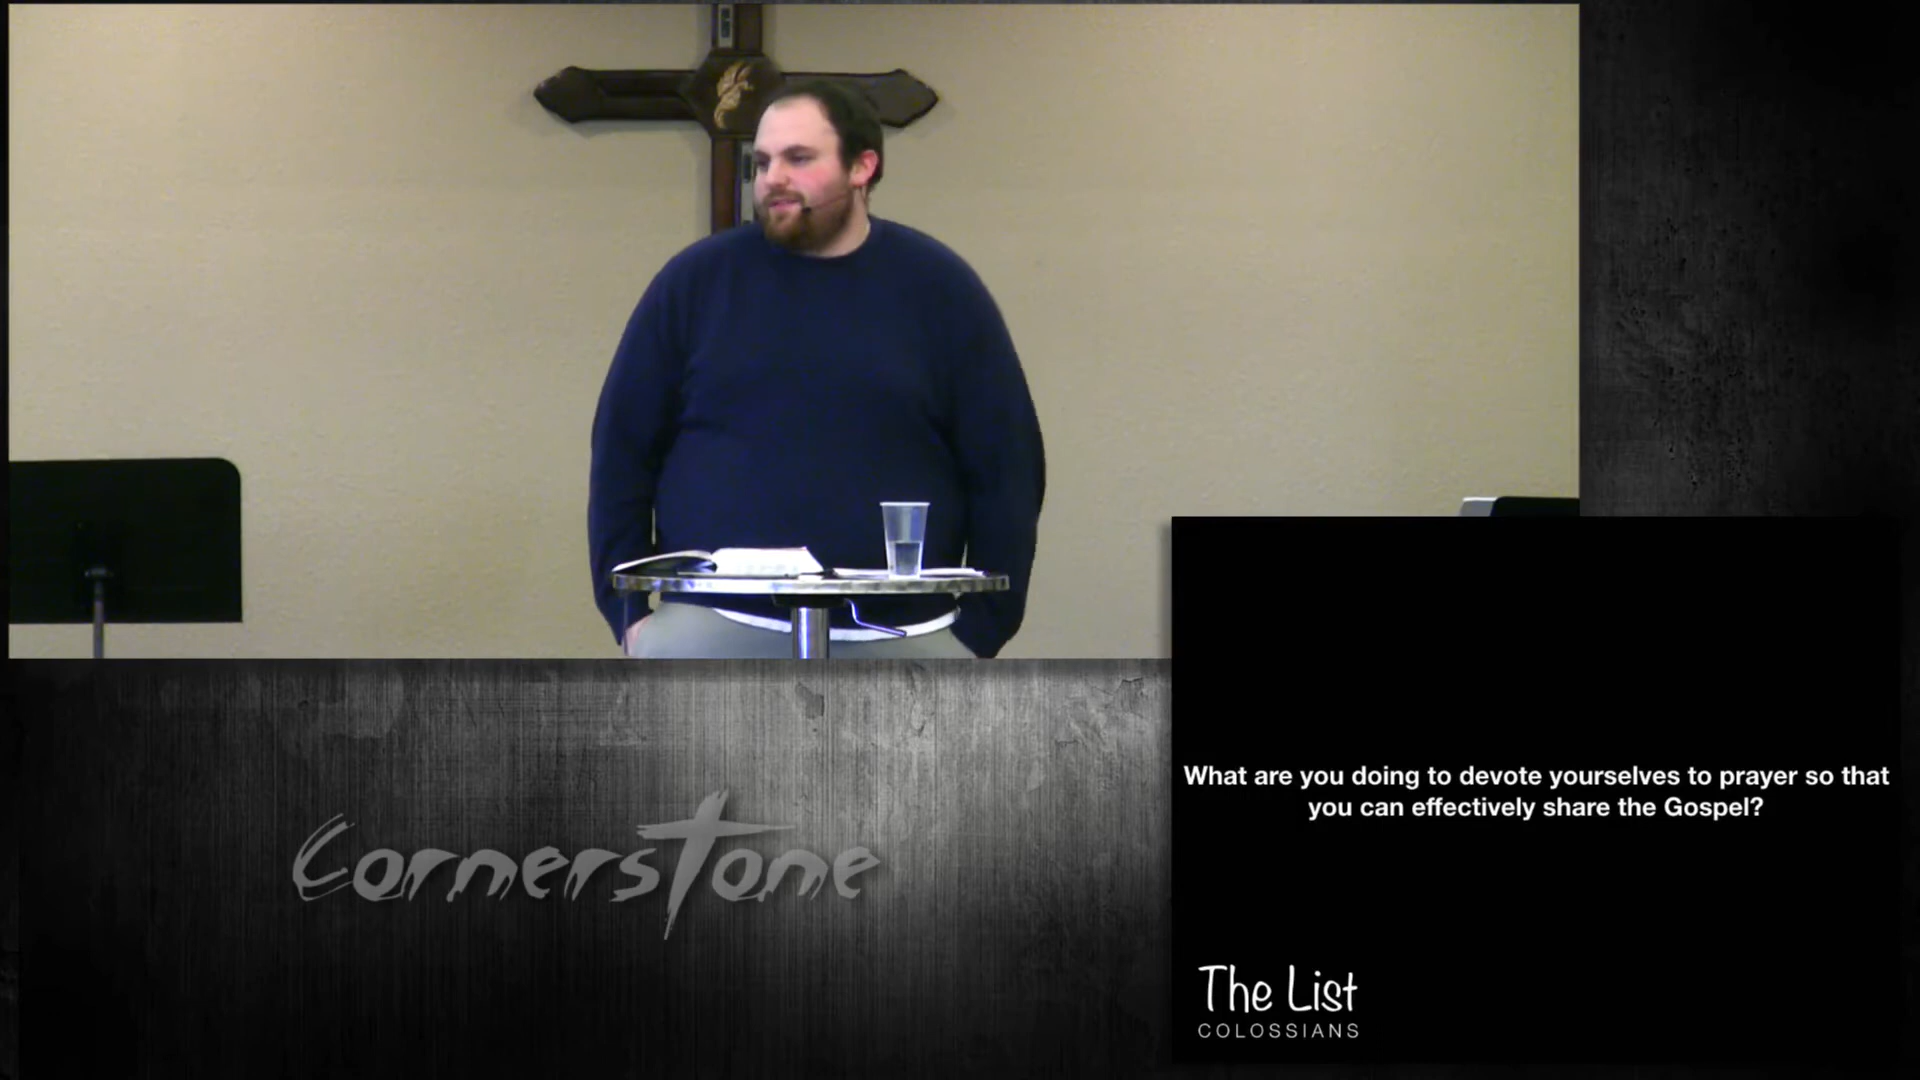 Cornerstone
What are you doing to devote yourselves to prayer so that
you can effectively share the Gospel?
The List
COLOSSIANS